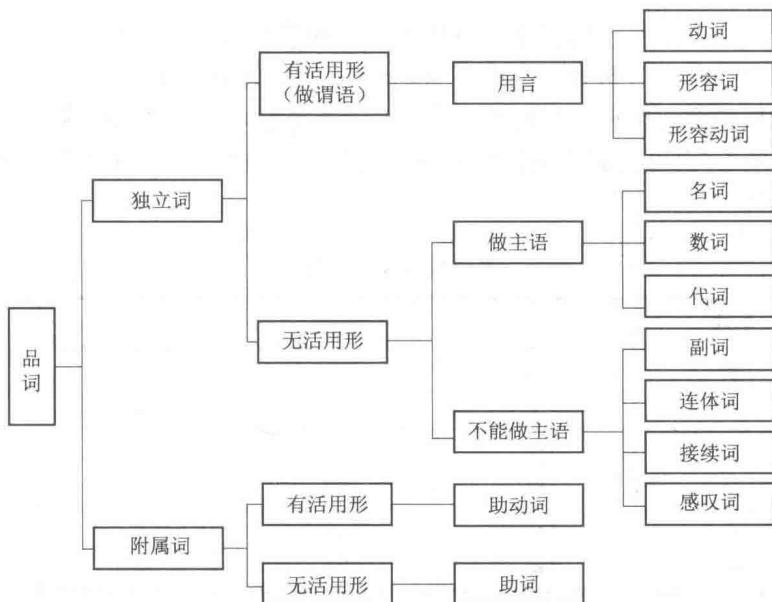 品
词
独立词
有活用形
（做谓语）
用言
动词
形容词
形容动词
无活用形
做主语
名词
数词
代词
不能做主语
副词
连体词
接续词
感叹词
附属词
有活用形
助动词
无活用形
助词